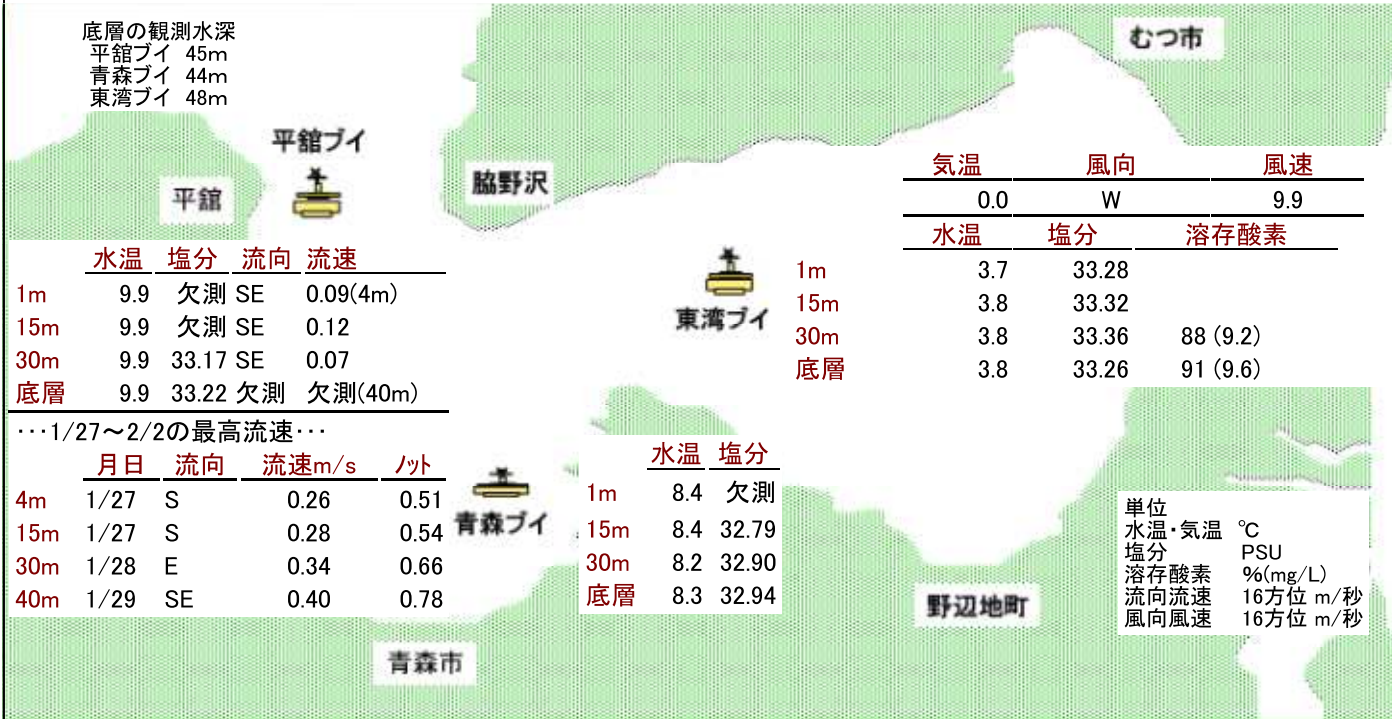 底層の観測水深
平舘ブイ 45m
青森ブイ 44m
東湾ブイ 48m
むつ市
平舘ブイ
平舘
脇野沢
気温 風向 風速
0.0 W 9.9
水温 塩分 溶存酸素
1m 3.7 33.28
15m 3.8 33.32
30m 3.8 33.36 88 (9.2)
底層 3.8 33.26 91 (9.6)
東湾ブイ
水温 塩分 流向 流速
1m 9.9 欠測 SE 0.09(4m)
15m 9.9 欠測 SE 0.12
30m 9.9 33.17 SE 0.07
底層 9.9 33.22 欠測 欠測(40m)
･･･1/27～2/2の最高流速･･･
月日 流向 流速m/s ﾉｯﾄ
4m 1/27 S 0.26 0.51
15m 1/27 S 0.28 0.54
30m 1/28 E 0.34 0.66
40m 1/29 SE 0.40 0.78
青森ブイ
水温 塩分
1m 8.4 欠測
15m 8.4 32.79
30m 8.2 32.90
底層 8.3 32.94
単位
水温・気温 ℃
塩分 PSU
溶存酸素 %(mg/L)
流向流速 16方位 m/秒
風向風速 16方位 m/秒
野辺地町
青森市